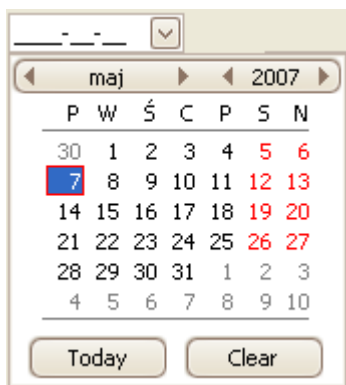 ____-__-__
maj 2007
P W Ś C P S N
30 1 2 3 4 5 6
7 8 9 10 11 12 13
14 15 16 17 18 19 20
21 22 23 24 25 26 27
28 29 30 31 1 2 3
4 5 6 7 8 9 10
Today Clear